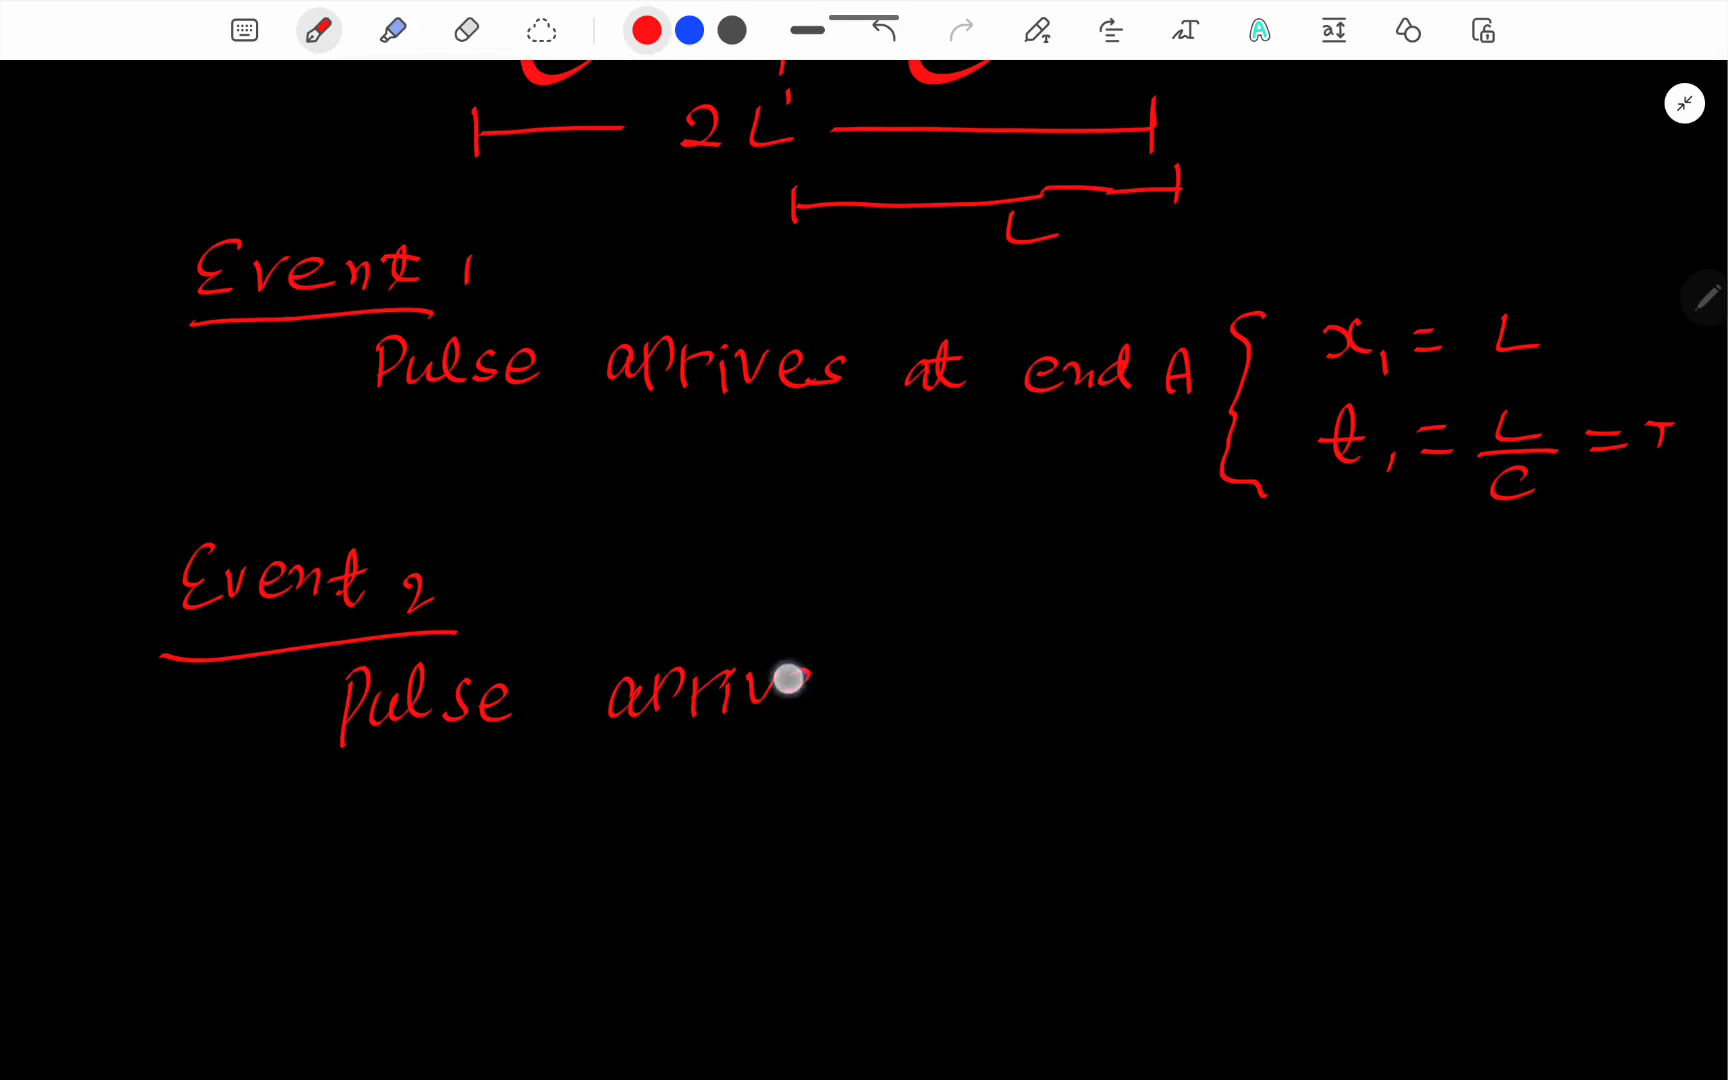 2L
L
Event 1
Pulse arrives at end A { x₁ = L
t₁ = L/C = T
Event 2
Pulse arriv